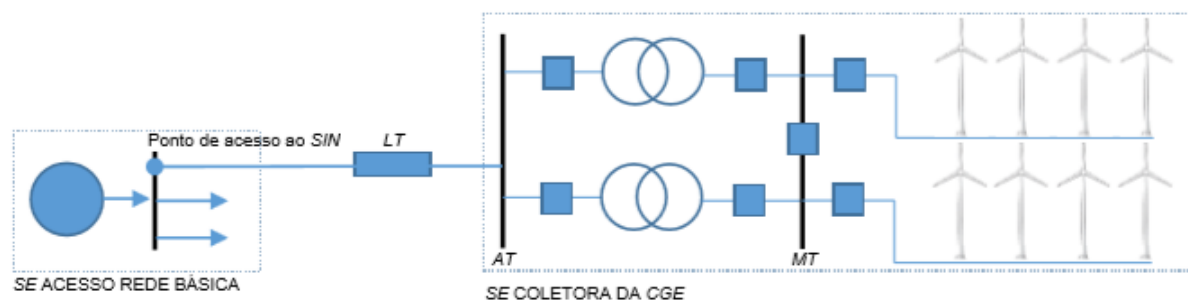 Ponto de acesso ao SIN
LT
AT
MT
SE ACESSO REDE BÁSICA
SE COLETORA DA CGE